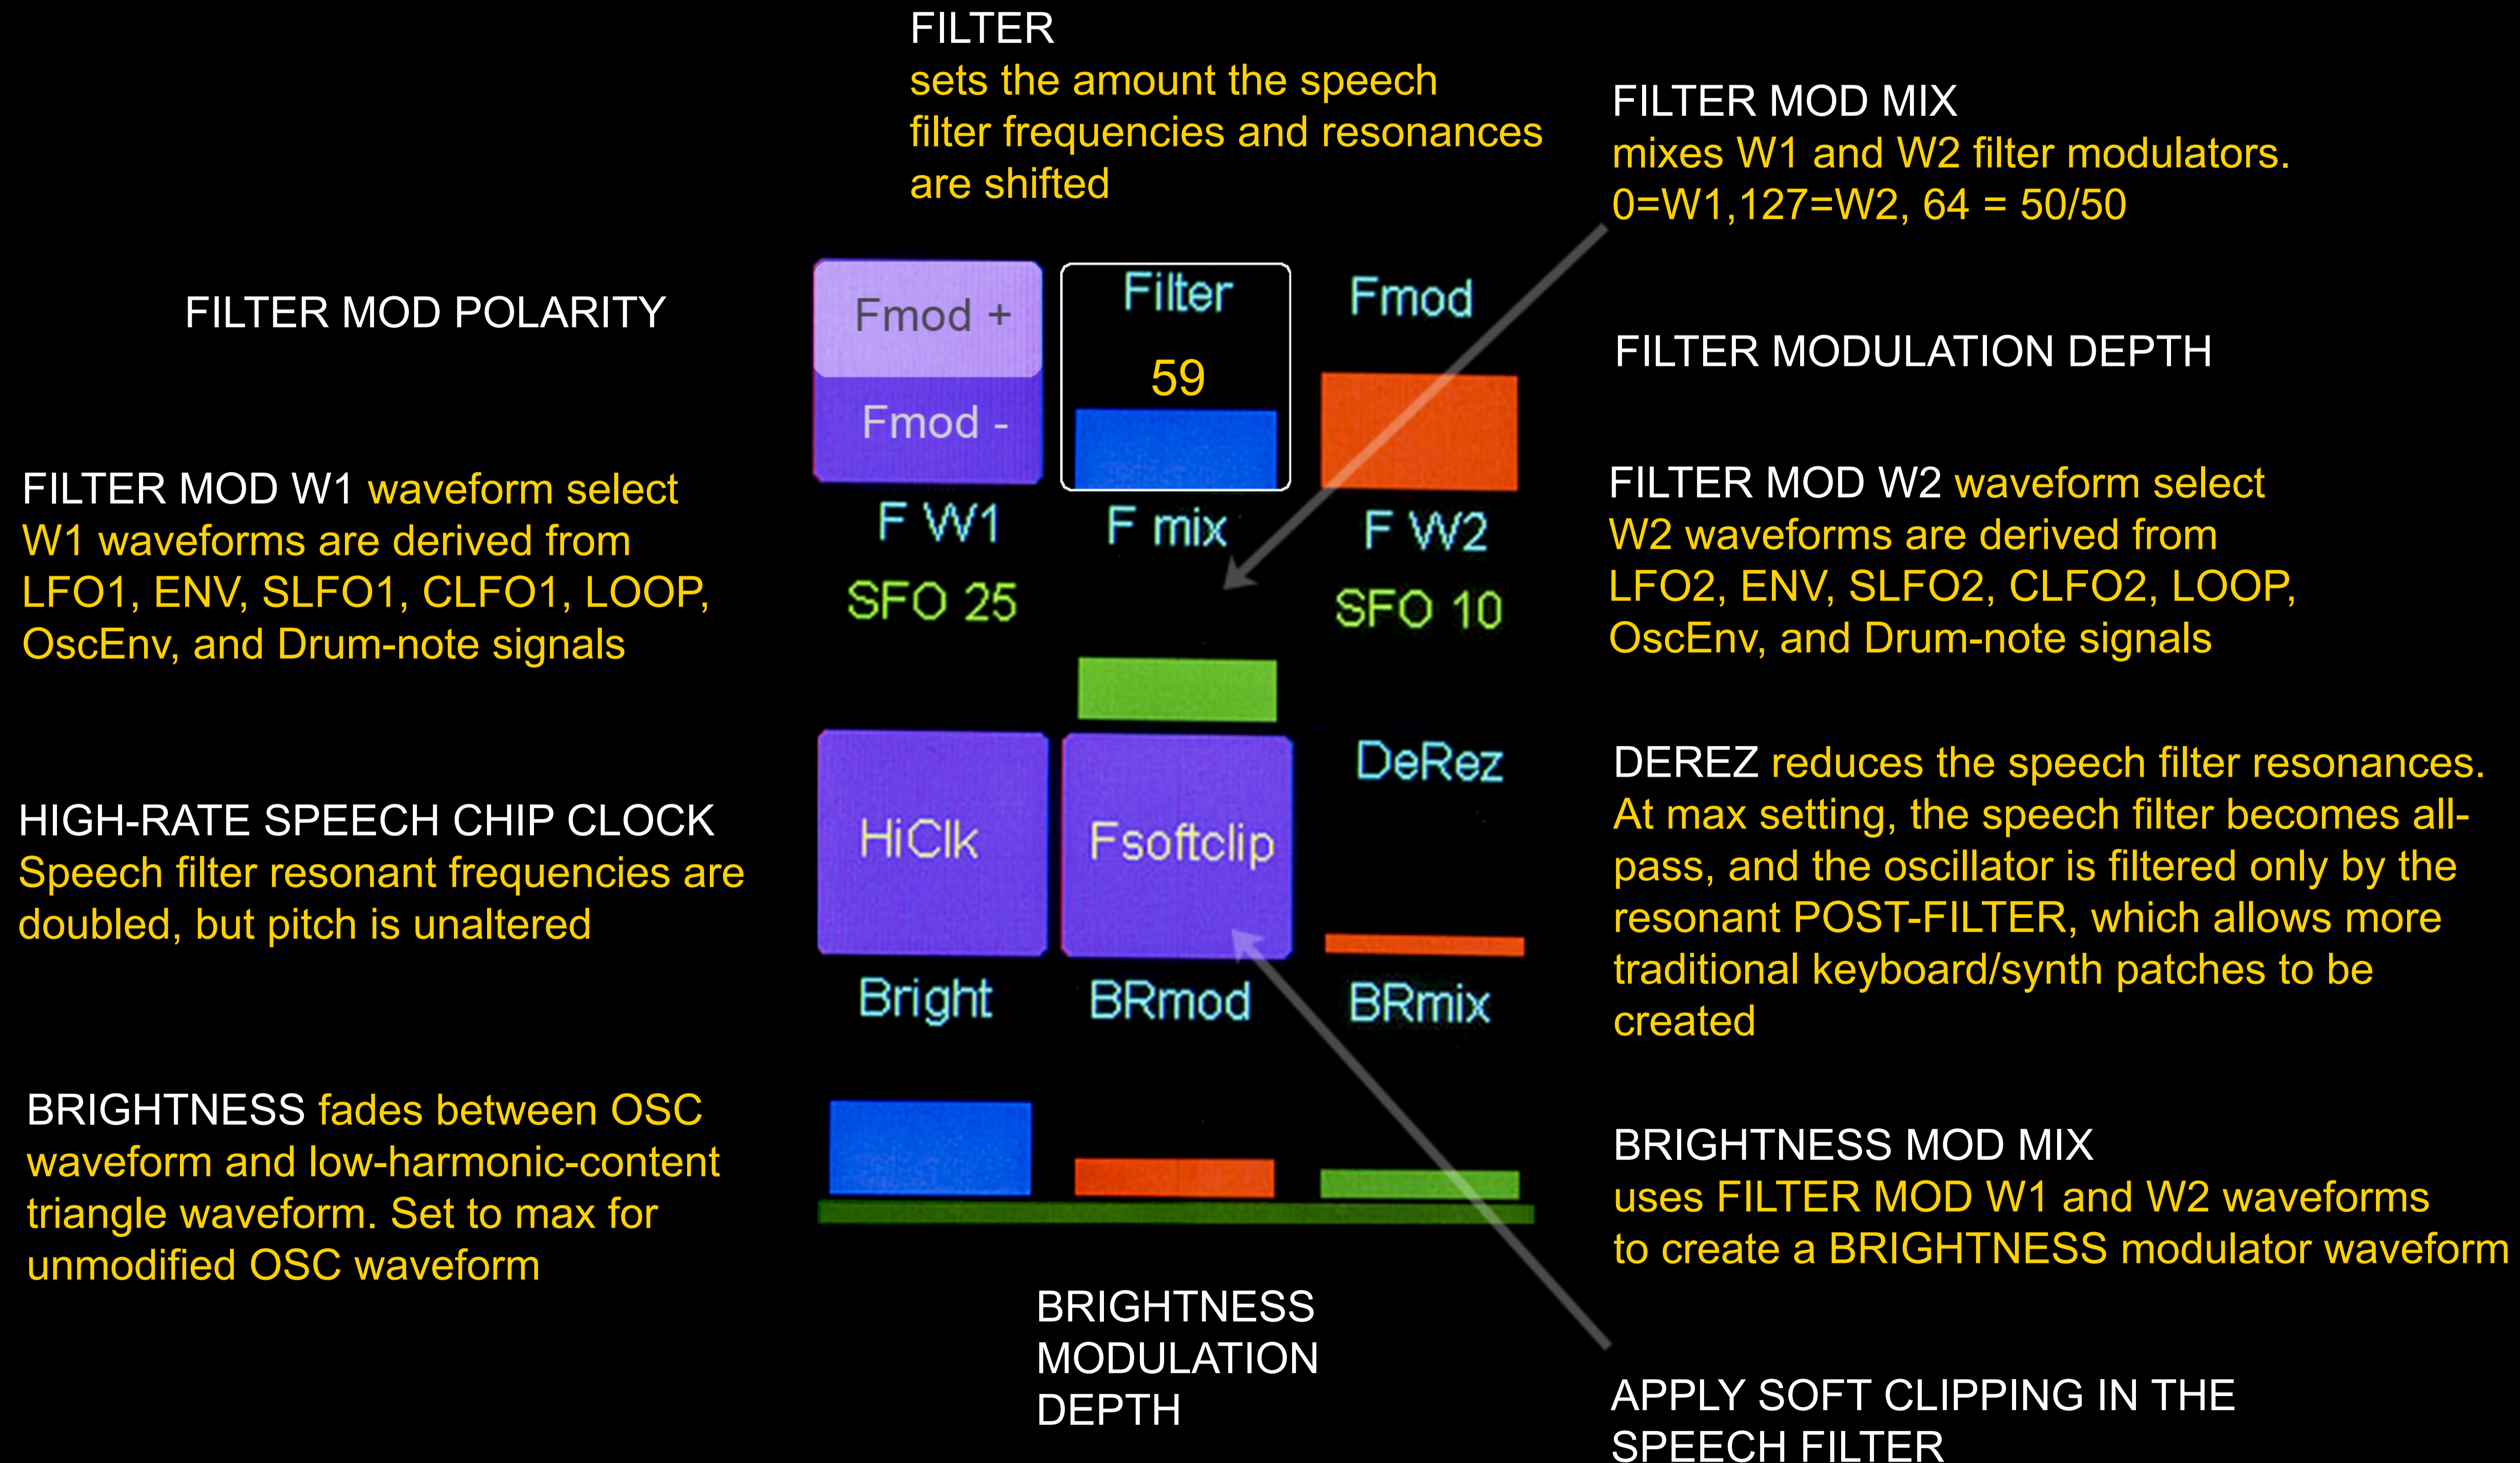 FILTER
sets the amount the speech
filter frequencies and resonances
are shifted
FILTER MOD MIX
mixes W1 and W2 filter modulators.
0=W1,127=W2, 64 = 50/50
FILTER MOD POLARITY
Fmod +
Fmod -
Filter
59
Fmod
FILTER MODULATION DEPTH
FILTER MOD W1 waveform select
W1 waveforms are derived from
LFO1, ENV, SLFO1, CLFO1, LOOP,
OscEnv, and Drum-note signals
F W1
SFO 25
F mix
F W2
SFO 10
FILTER MOD W2 waveform select
W2 waveforms are derived from
LFO2, ENV, SLFO2, CLFO2, LOOP,
OscEnv, and Drum-note signals
HIGH-RATE SPEECH CHIP CLOCK
Speech filter resonant frequencies are
doubled, but pitch is unaltered
HiClk
Fsoftclip
DeRez
DEREZ reduces the speech filter resonances.
At max setting, the speech filter becomes all-
pass, and the oscillator is filtered only by the
resonant POST-FILTER, which allows more
traditional keyboard/synth patches to be
created
BRIGHTNESS fades between OSC
waveform and low-harmonic-content
triangle waveform. Set to max for
unmodified OSC waveform
Bright
BRmod
BRmix
BRIGHTNESS MOD MIX
uses FILTER MOD W1 and W2 waveforms
to create a BRIGHTNESS modulator waveform
BRIGHTNESS
MODULATION
DEPTH
APPLY SOFT CLIPPING IN THE
SPEECH FILTER